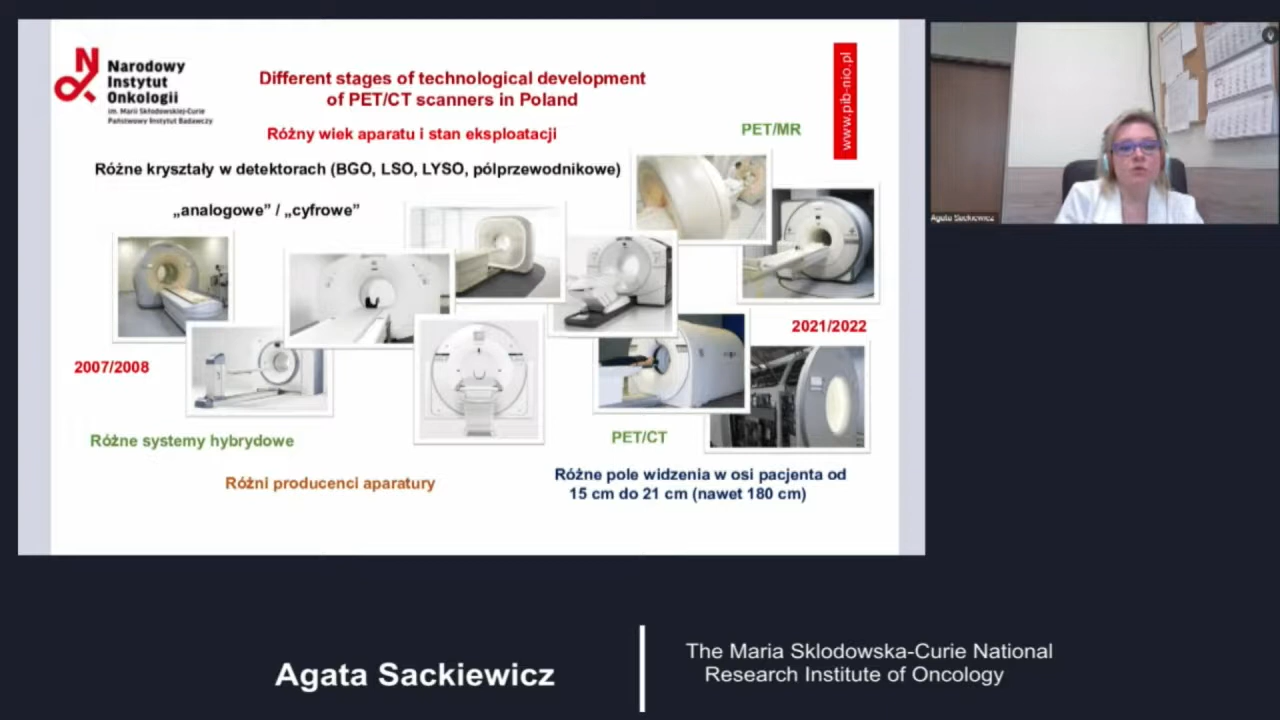 Narodowy
Instytut
Onkologii
im. Marii Skłodowskiej-Curie
Państwowy Instytut Badawczy
Different stages of technological development
of PET/CT scanners in Poland
www.pib-nio.pl
Różny wiek aparatu i stan eksploatacji
PET/MR
Różne kryształy w detektorach (BGO, LSO, LYSO, pólprzewodnikowe)
„analogowe” / „cyfrowe”
2021/2022
2007/2008
Różne systemy hybrydowe
PET/CT
Różni producenci aparatury
Różne pole widzenia w osi pacjenta od
15 cm do 21 cm (nawet 180 cm)
Agata Sackiewicz
Agata Sackiewicz
The Maria Sklodowska-Curie National
Research Institute of Oncology